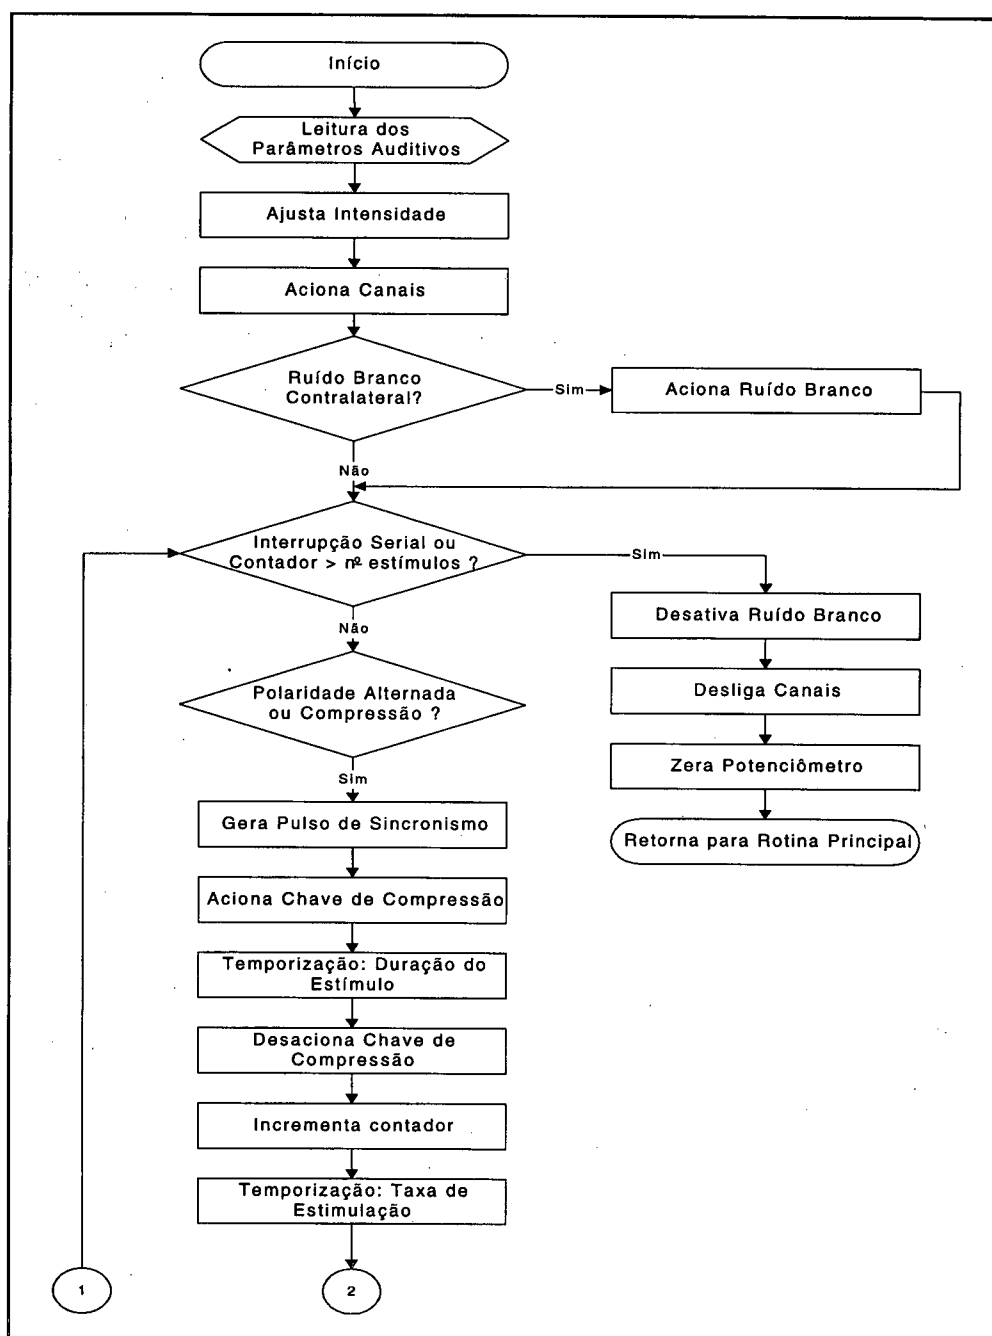 Início
Leitura dos
Parâmetros Auditivos
Ajusta Intensidade
Aciona Canais
Ruído Branco
Contralateral?
Sim
Aciona Ruído Branco
Não
Interrupção Serial ou
Contador > nº estímulos ?
Sim
Não
Desativa Ruído Branco
Desliga Canais
Zera Potenciômetro
Retorna para Rotina Principal
Polaridade Alternada
ou Compressão ?
Sim
Gera Pulso de Sincronismo
Aciona Chave de Compressão
Temporização: Duração do
Estímulo
Desaciona Chave de
Compressão
Incrementa contador
Temporização: Taxa de
Estimulação
1
2